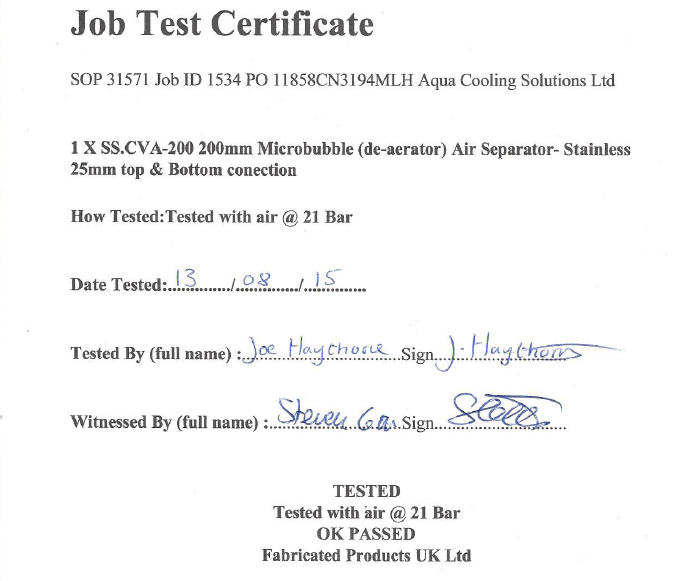 Job Test Certificate
SOP 31571 Job ID 1534 PO 11858CN3194MLH Aqua Cooling Solutions Ltd
1 X SS.CVA-200 200mm Microbubble (de-aerator) Air Separator- Stainless
25mm top & Bottom conection
How Tested:Tested with air @ 21 Bar
Date Tested:..13........./.08........../..15..........
Tested By (full name) :..Joe Haythorne..Sign..J. Haythorn
Witnessed By (full name) :..Steven ..Sign..
TESTED
Tested with air @ 21 Bar
OK PASSED
Fabricated Products UK Ltd